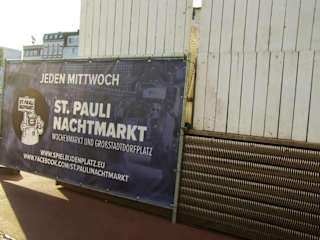 JEDEN MITTWOCH
ST. PAULI
NACHTMARKT
WOCHENMARKT UND GROSSSTADTDORFPLATZ
WWW.SPIELBUDENPLATZ.EU
WWW.FACEBOOK.COM/ST.PAULINACHTMARKT